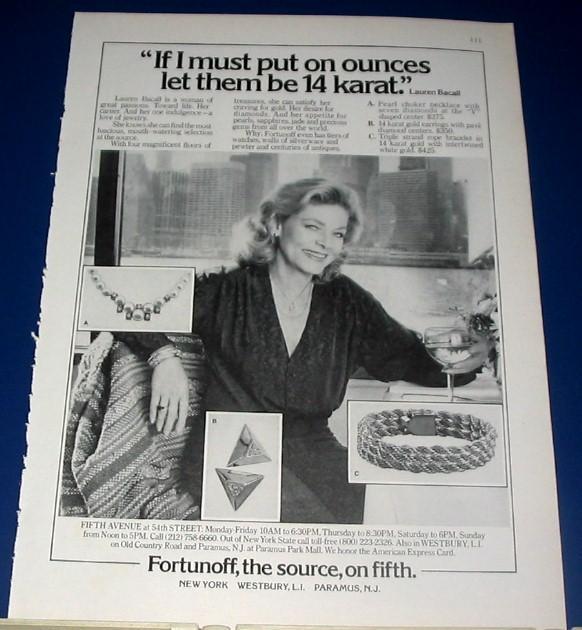 “If I must put on ounces
let them be 14 karat.” Lauren Bacall
Lauren Bacall is a woman of
great passions. Toward life. Her
career. And her one indulgence—a
love of jewelry.
She knows she can find the most
luscious, mouth-watering selection
at the source.
With four magnificent floors of
treasures, she can satisfy her
craving for gold. Her desire for
diamonds. And her appetite for
pearls, sapphires, jade and precious
gems from all over the world.
Why, Fortunoff even has tiers of
watches, walls of silverware and
pewter and centuries of antiques.
A. Pearl choker necklace with
seven diamonds at the “V”
shaped center $275.
B. 14 karat gold earrings with pavé
diamond centers. $350.
C. Triple strand rope bracelet in
14 karat gold with intertwined
white gold. $425.
A
B
C
FIFTH AVENUE at 54th STREET: Monday-Friday 10AM to 6:30PM, Thursday to 8:30PM, Saturday to 6PM, Sunday
from Noon to 5PM. Call (212) 758-6660. Out of New York State call toll-free (800) 223-2326. Also in WESTBURY, L.I.
on Old Country Road and Paramus, N.J. at Paramus Park Mall. We honor the American Express Card.
Fortunoff, the source, on fifth.
NEW YORK WESTBURY, L.I. PARAMUS, N.J.